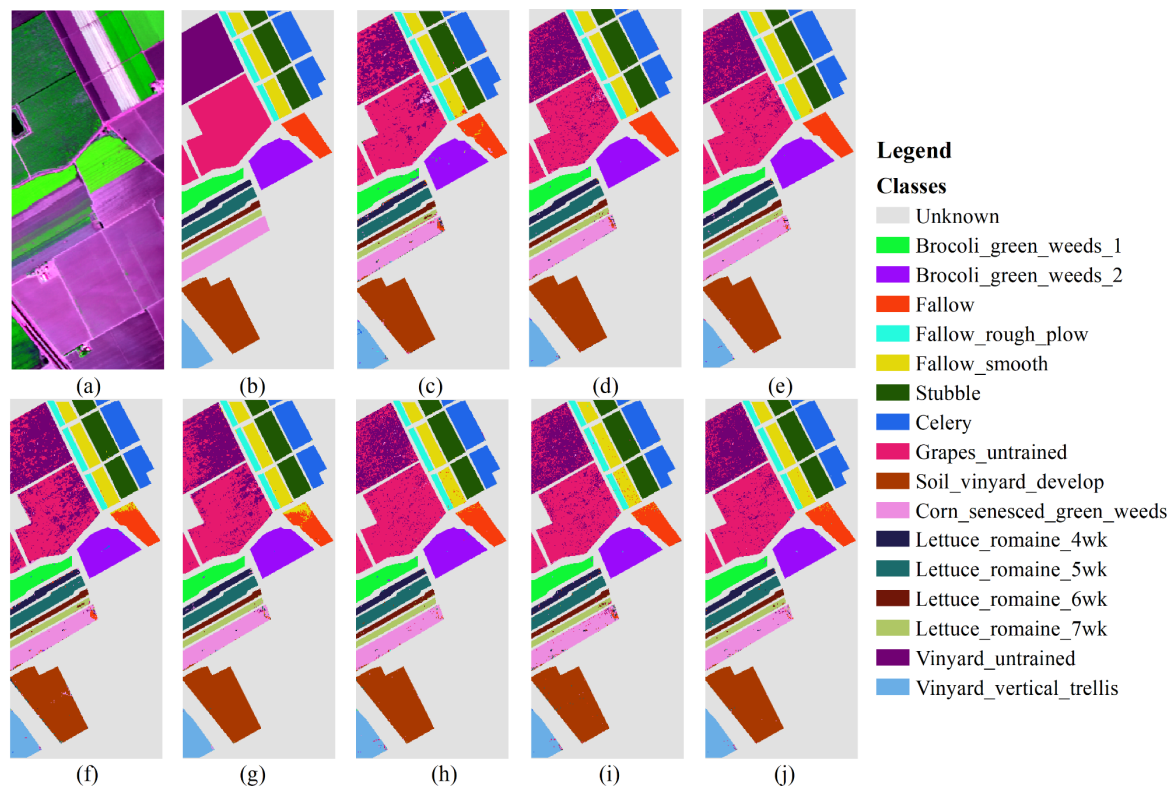 (a)
(b)
(c)
(d)
(e)
(f)
(g)
(h)
(i)
(j)
Legend
Classes
Unknown
Brocoli_green_weeds_1
Brocoli_green_weeds_2
Fallow
Fallow_rough_plow
Fallow_smooth
Stubble
Celery
Grapes_untrained
Soil_vinyard_develop
Corn_senesced_green_weeds
Lettuce_romaine_4wk
Lettuce_romaine_5wk
Lettuce_romaine_6wk
Lettuce_romaine_7wk
Vinyard_untrained
Vinyard_vertical_trellis